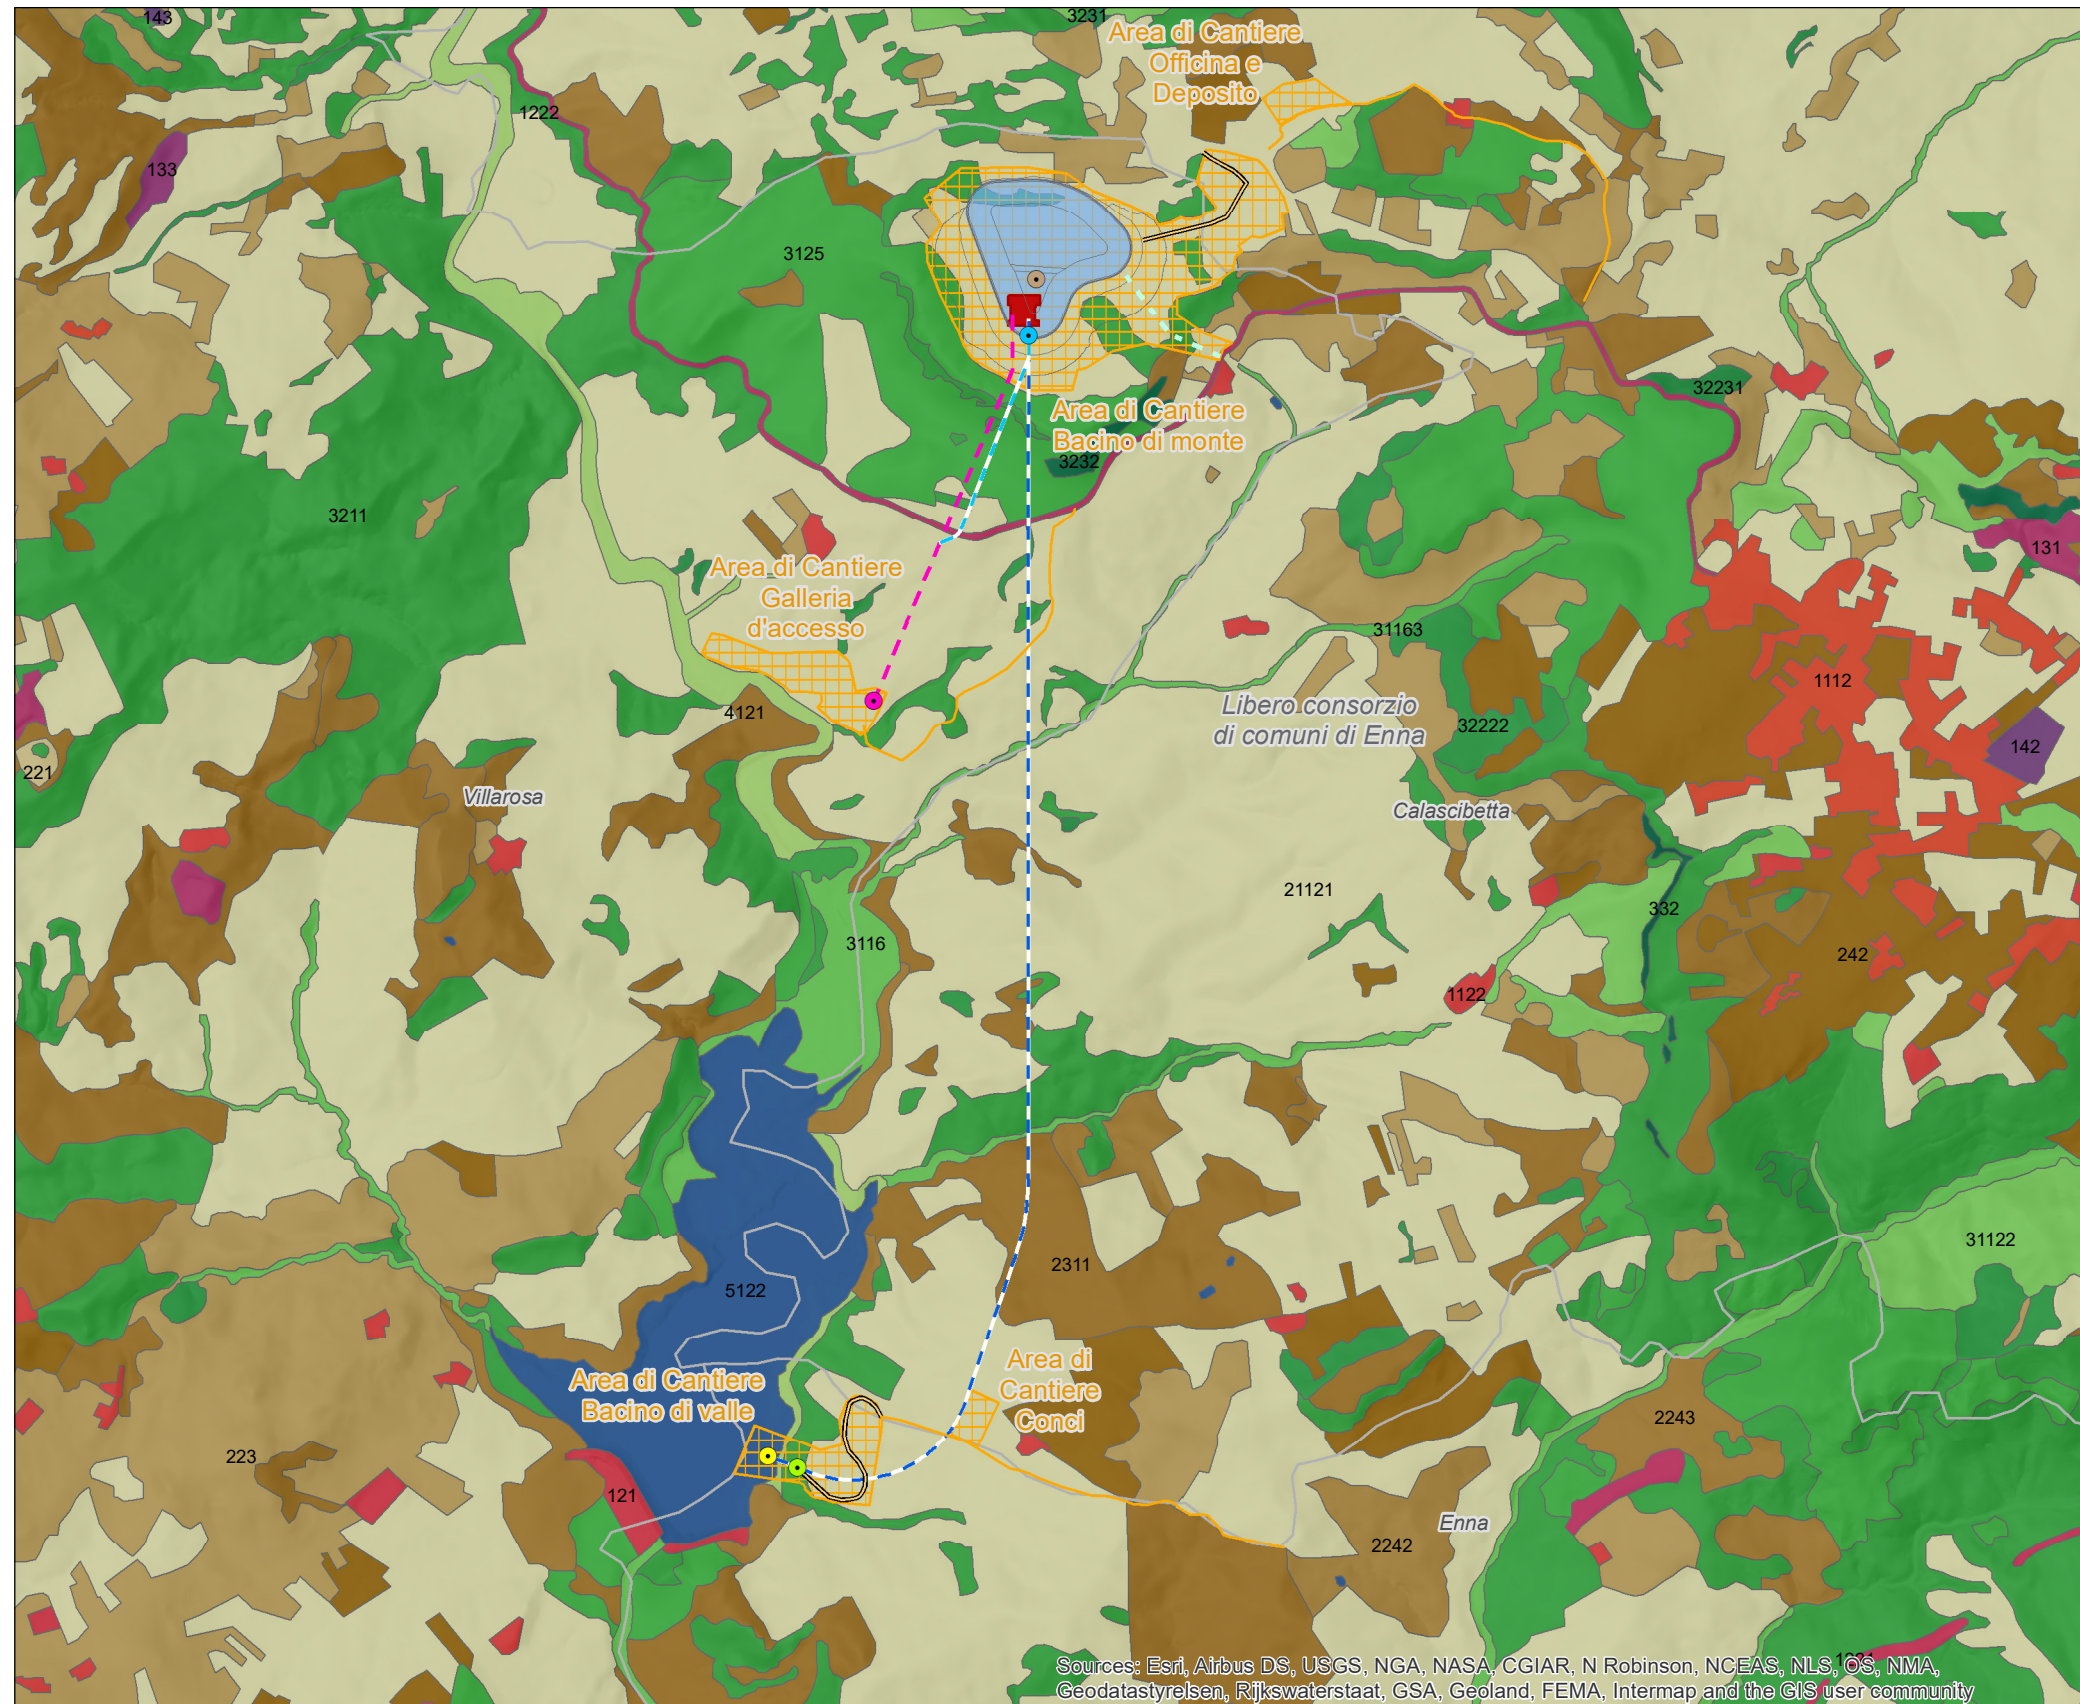 143
3231
Area di Cantiere
Officina e
Deposito
1222
133
3125
32231
Area di Cantiere
Bacino di monte
3232
3211
131
Area di Cantiere
Galleria
d'accesso
31163
1112
4121
Libero consorzio
di comuni di Enna
32222
142
221
Villarosa
Calascibetta
21121
332
3116
242
1122
31122
2311
5122
Area di Cantiere
Bacino di valle
Area di
Cantiere
Conci
2243
223
121
Enna
2242
Sources: Esri, Airbus DS, USGS, NGA, NASA, CGIAR, N Robinson, NCEAS, NLS, OS, NMA,
Geodatastyrelsen, Rijkswaterstaat, GSA, Geoland, FEMA, Intermap and the GIS user community